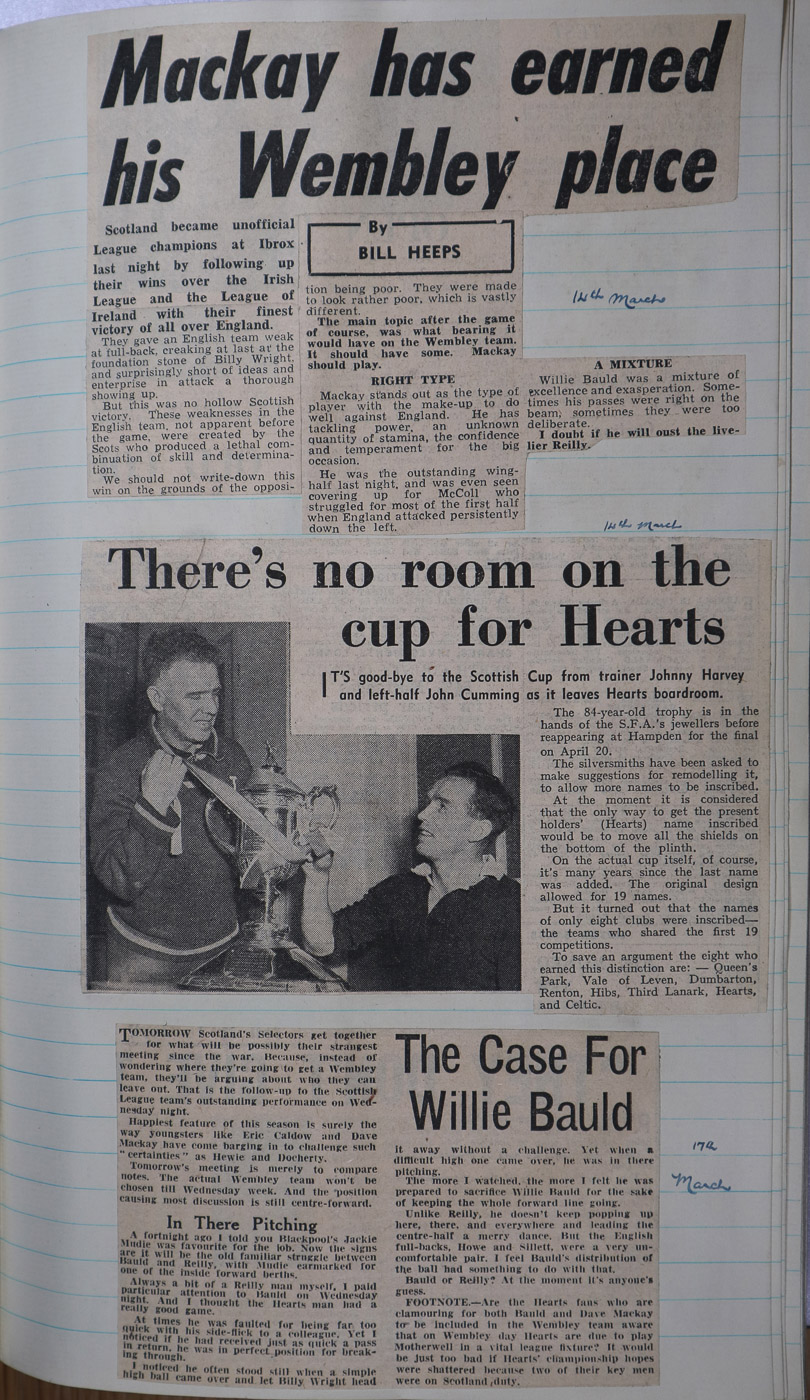 Mackay has earned
his Wembley place
Scotland became unofficial
League champions at Ibrox
last night by following up
their wins over the Irish
League and the League of
Ireland with their finest
victory of all over England.
They gave an English team weak
at full-back, creaking at last at the
foundation stone of Billy Wright,
and surprisingly short of ideas and
enterprise in attack a thorough
showing up.
But this was no hollow Scottish
victory. These weaknesses in the
English team, not apparent before
the game, were created by the
Scots who produced a lethal com-
binuation of skill and determina-
tion.
We should not write-down this
win on the grounds of the opposi-
By
BILL HEEPS
tion being poor. They were made
to look rather poor, which is vastly
different.
The main topic after the game
of course, was what bearing it
would have on the Wembley team.
It should have some. Mackay
should play.
RIGHT TYPE
Mackay stands out as the type of
player with the make-up to do
well against England. He has
tackling power, an unknown
quantity of stamina, the confidence
and temperament for the big
occasion.
He was the outstanding wing-
half last night, and was even seen
covering up for McColl who
struggled for most of the first half
when England attacked persistently
down the left.
14th March
A MIXTURE
Willie Bauld was a mixture of
excellence and exasperation. Some-
times his passes were right on the
beam; sometimes they were too
deliberate.
I doubt if he will oust the live-
lier Reilly.
14th March
There's no room on the
cup for Hearts
IT'S good-bye to the Scottish Cup from trainer Johnny Harvey
and left-half John Cumming as it leaves Hearts boardroom.
The 84-year-old trophy is in the
hands of the S.F.A.'s jewellers before
reappearing at Hampden for the final
on April 20.
The silversmiths have been asked to
make suggestions for remodelling it,
to allow more names to be inscribed.
At the moment it is considered
that the only way to get the present
holders' (Hearts) name inscribed
would be to move all the shields on
the bottom of the plinth.
On the actual cup itself, of course,
it's many years since the last name
was added. The original design
allowed for 19 names.
But it turned out that the names
of only eight clubs were inscribed—
the teams who shared the first 19
competitions.
To save an argument the eight who
earned this distinction are: — Queen's
Park, Vale of Leven, Dumbarton,
Renton, Hibs, Third Lanark, Hearts,
and Celtic.
TOMORROW Scotland's Selectors get together
for what will be possibly their strangest
meeting since the war. Because, instead of
wondering where they're going to get a Wembley
team, they'll be arguing about who they can
leave out. That is the follow-up to the Scottish
League team's outstanding performance on Wed-
nesday night.
Happiest feature of this season is surely the
way youngsters like Eric Caldow and Dave
Mackay have come barging in to challenge such
"certainties" as Hewie and Docherty.
Tomorrow's meeting is merely to compare
notes. The actual Wembley team won't be
chosen till Wednesday week. And the position
causing most discussion is still centre-forward.
In There Pitching
A fortnight ago I told you Blackpool's Jackie
Mudie was favourite for the job. Now the signs
are it will be the old familiar struggle between
Bauld and Reilly, with Mudie earmarked for
one of the inside forward berths.
Always a bit of a Reilly man myself, I paid
particular attention to Bauld on Wednesday
night. And I thought the Hearts man had a
really good game.
At times he was faulted for being far too
quick with his side-flick to a colleague. Yet I
noticed if he had received just as quick a pass
in return, he was in perfect position for break-
ing through.
I noticed he often stood still when a simple
high ball came over and let Billy Wright head
The Case For
Willie Bauld
it away without a challenge. Yet when a
difficult high one came over, he was in there
pitching.
The more I watched, the more I felt he was
prepared to sacrifice Willie Bauld for the sake
of keeping the whole forward line going.
Unlike Reilly, he doesn't keep popping up
here, there, and everywhere and leading the
centre-half a merry dance. But the English
full-backs, Howe and Sillett, were a very un-
comfortable pair. I feel Bauld's distribution of
the ball had something to do with that.
Bauld or Reilly? At the moment it's anyone's
guess.
FOOTNOTE.—Are the Hearts fans who are
clamouring for both Bauld and Dave Mackay
to be included in the Wembley team aware
that on Wembley day Hearts are due to play
Motherwell in a vital league fixture? It would
be just too bad if Hearts' championship hopes
were shattered because two of their key men
were on Scotland duty.
17th
March